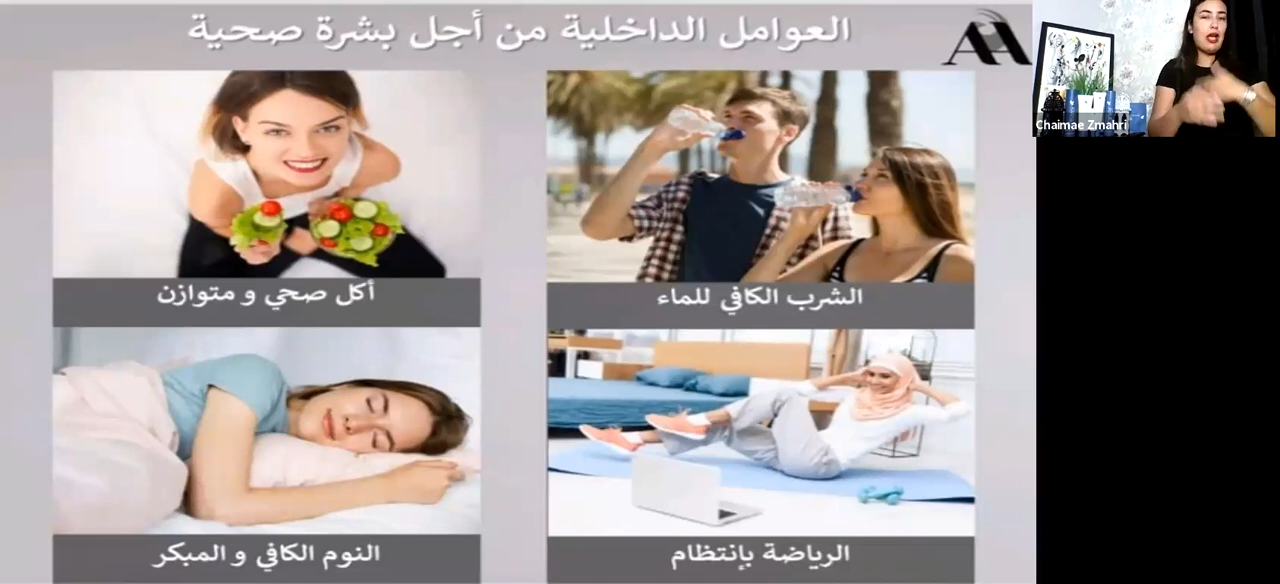 العوامل الداخلية من أجل بشرة صحية
Chaimae Zmahri
الشرب الكافي للماء
أكل صحي و متوازن
الرياضة بإنتظام
النوم الكافي و المبكر